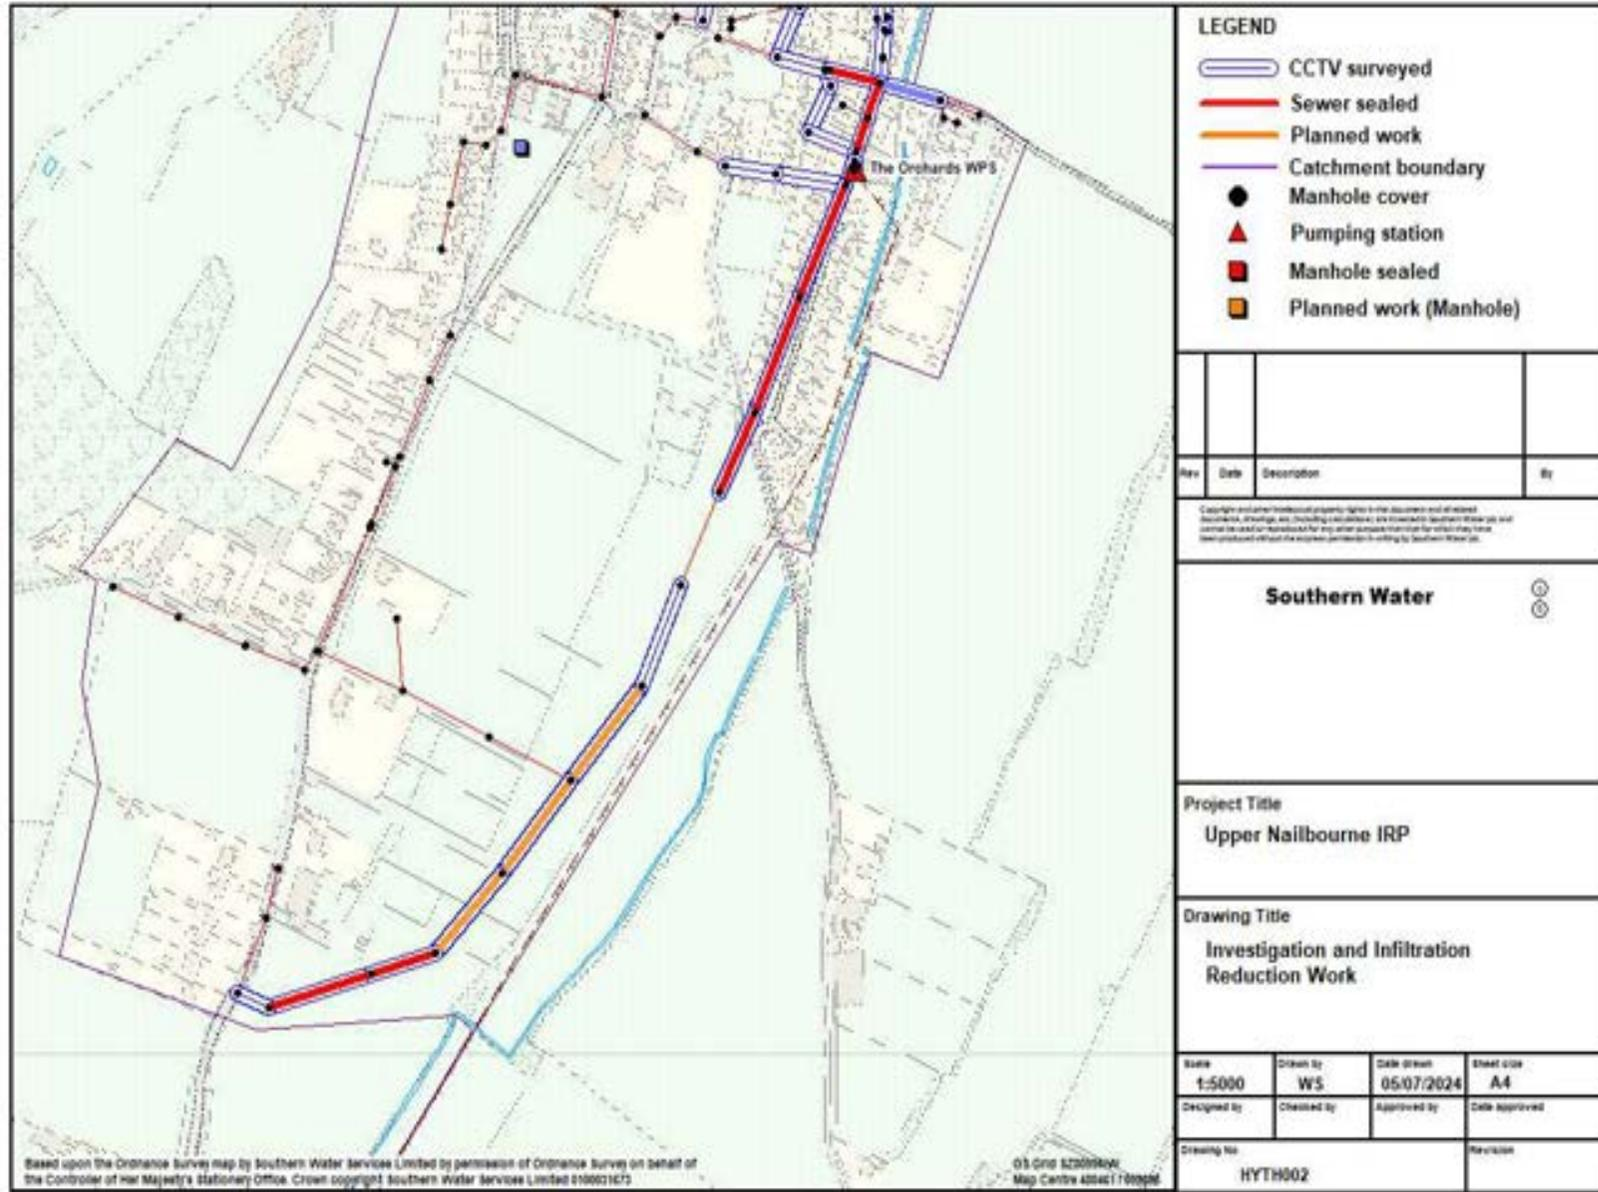 The Orchards WPS
Based upon the Ordnance Survey map by Southern Water Services Limited by permission of Ordnance Survey on behalf of
the Controller of Her Majesty's Stationery Office. Crown copyright Southern Water Services Limited
OS Grid
Map Centre
LEGEND
CCTV surveyed
Sewer sealed
Planned work
Catchment boundary
Manhole cover
Pumping station
Manhole sealed
Planned work (Manhole)
Rev Date Description By
Southern Water
Project Title
Upper Nailbourne IRP
Drawing Title
Investigation and Infiltration
Reduction Work
Scale Drawn by Date drawn Sheet size
1:5000 WS 05/07/2024 A4
Designed by Checked by Approved by Date approved
Drawing No Revision
HYTH002